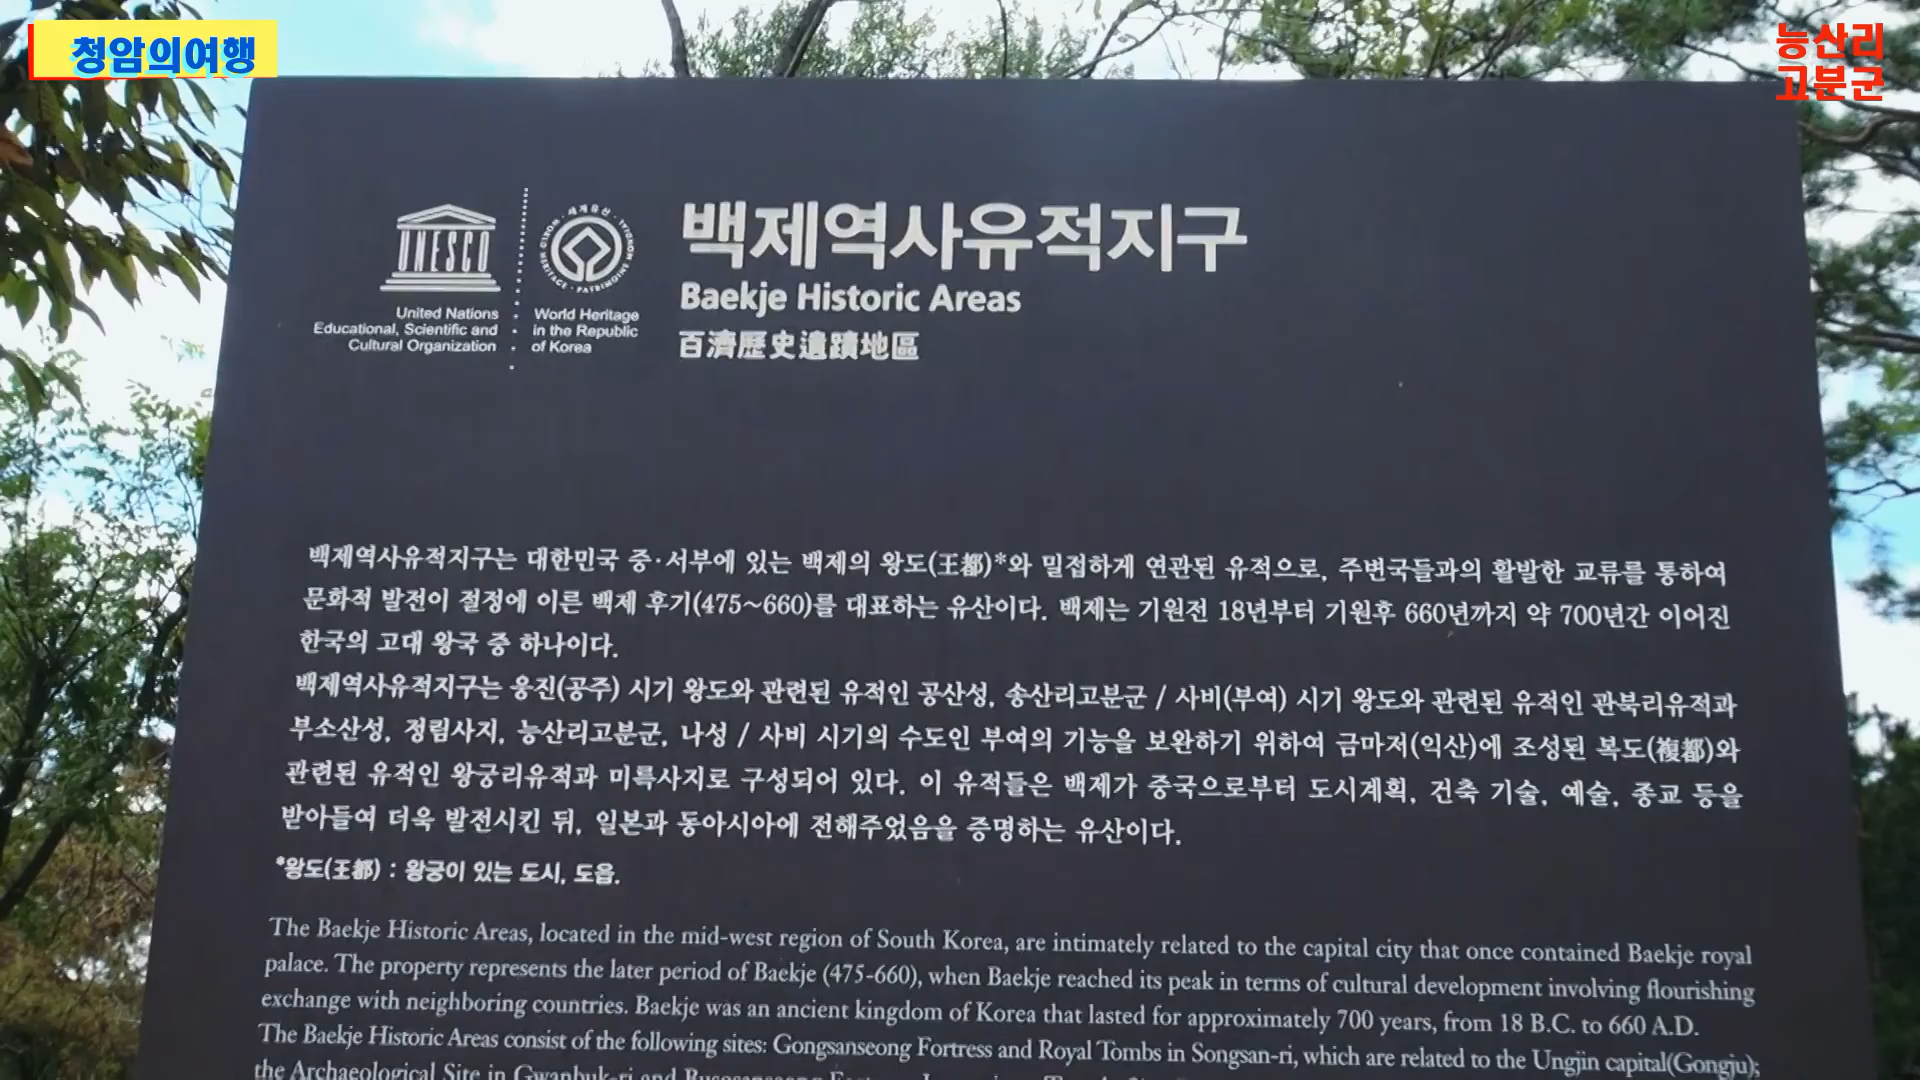 청암의여행
능산리
고분군
UNESCO
United Nations
Educational, Scientific and
Cultural Organization
· 세계유산 ·
WORLD HERITAGE · PATRIMOINE MONDIAL
World Heritage
in the Republic
of Korea
백제역사유적지구
Baekje Historic Areas
百濟歷史遺蹟地區
백제역사유적지구는 대한민국 중·서부에 있는 백제의 왕도(王都)*와 밀접하게 연관된 유적으로, 주변국들과의 활발한 교류를 통하여
문화적 발전이 절정에 이른 백제 후기(475~660)를 대표하는 유산이다. 백제는 기원전 18년부터 기원후 660년까지 약 700년간 이어진
한국의 고대 왕국 중 하나이다.
백제역사유적지구는 웅진(공주) 시기 왕도와 관련된 유적인 공산성, 송산리고분군 / 사비(부여) 시기 왕도와 관련된 유적인 관북리유적과
부소산성, 정림사지, 능산리고분군, 나성 / 사비 시기의 수도인 부여의 기능을 보완하기 위하여 금마저(익산)에 조성된 복도(複都)와
관련된 유적인 왕궁리유적과 미륵사지로 구성되어 있다. 이 유적들은 백제가 중국으로부터 도시계획, 건축 기술, 예술, 종교 등을
받아들여 더욱 발전시킨 뒤, 일본과 동아시아에 전해주었음을 증명하는 유산이다.
*왕도(王都) : 왕궁이 있는 도시, 도읍.
The Baekje Historic Areas, located in the mid-west region of South Korea, are intimately related to the capital city that once contained Baekje royal
palace. The property represents the later period of Baekje (475-660), when Baekje reached its peak in terms of cultural development involving flourishing
exchange with neighboring countries. Baekje was an ancient kingdom of Korea that lasted for approximately 700 years, from 18 B.C. to 660 A.D.
The Baekje Historic Areas consist of the following sites: Gongsanseong Fortress and Royal Tombs in Songsan-ri, which are related to the Ungjin capital(Gongju);
the Archaeological Site in Gwanbuk-ri and